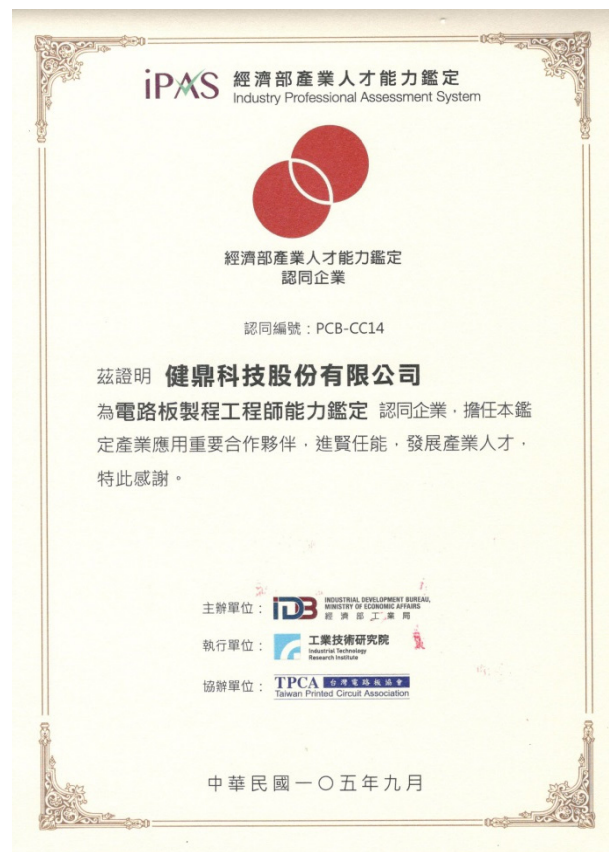 iPAS 經濟部產業人才能力鑑定
Industry Professional Assessment System
經濟部產業人才能力鑑定
認同企業
認同編號：PCB-CC14
茲證明 健鼎科技股份有限公司
為電路板製程工程師能力鑑定 認同企業，擔任本鑑
定產業應用重要合作夥伴，進賢任能，發展產業人才，
特此感謝。
主辦單位： IDB INDUSTRIAL DEVELOPMENT BUREAU,
MINISTRY OF ECONOMIC AFFAIRS
經濟部工業局
執行單位： 工業技術研究院
Industrial Technology
Research Institute
協辦單位： TPCA 台灣電路板協會
Taiwan Printed Circuit Association
中華民國一〇五年九月